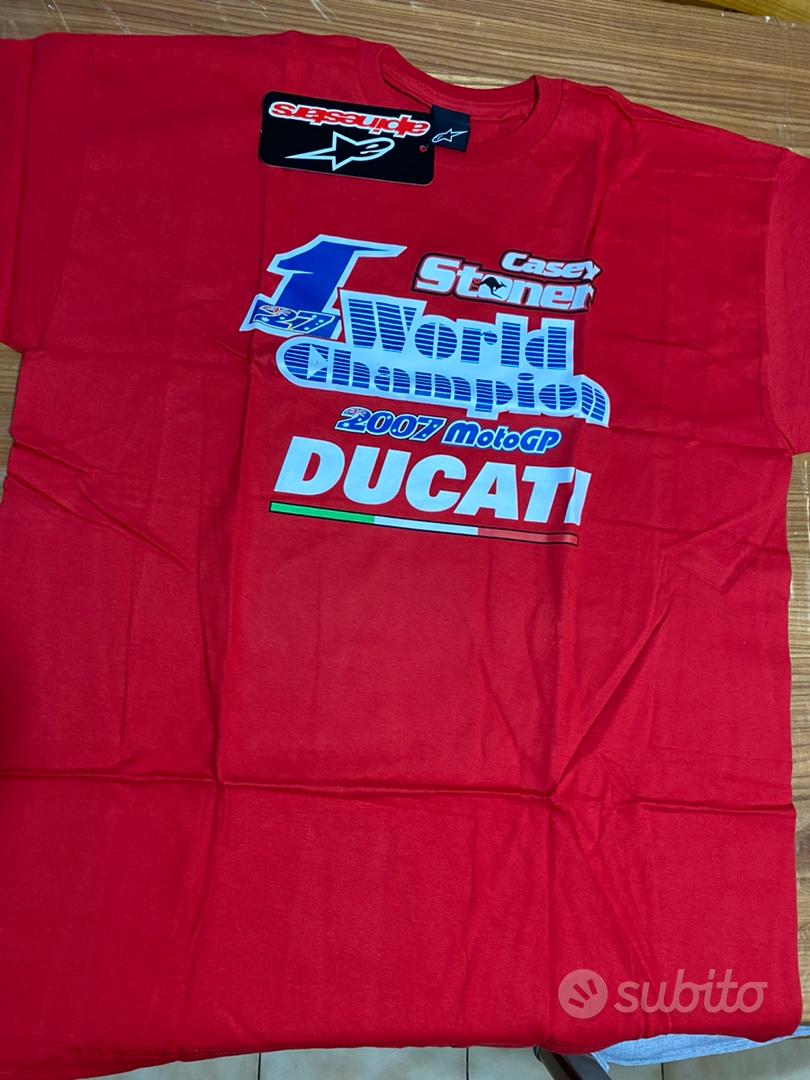 alpinestars
1
27
Casey
Stoner
World
Champion
2007 MotoGP
DUCATI
subito